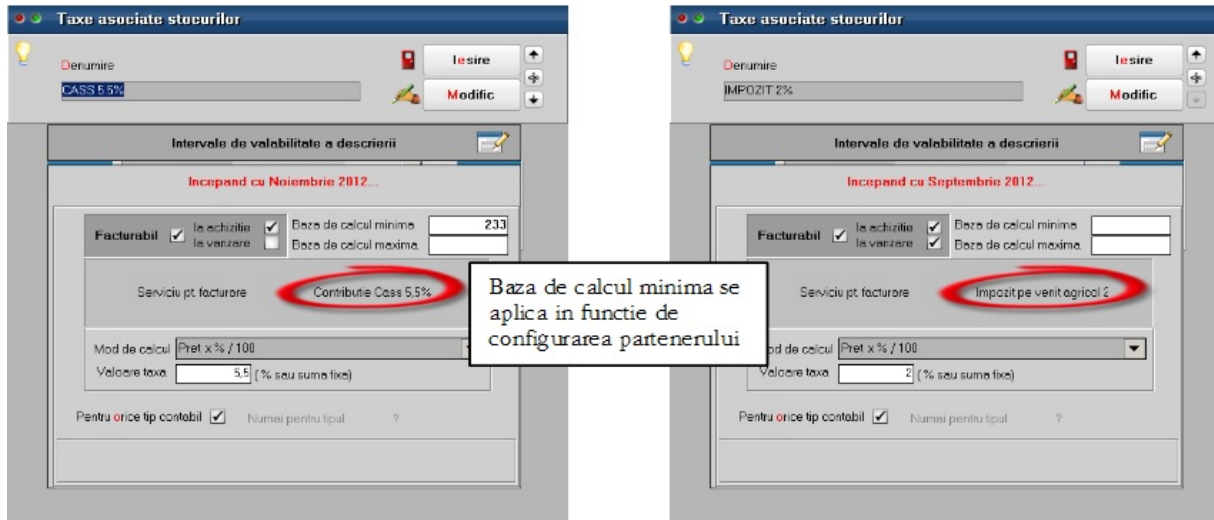 Taxe asociate stocurilor
Denumire
CASS 5.5%
Iesire
Modific
Intervale de valabilitate a descrierii
Incepand cu Noiembrie 2012...
Facturabil
la achizitie
la vanzare
Baza de calcul minima
233
Baza de calcul maxima
Serviciu pt. facturare
Contributie Cass 5,5%
Mod de calcul
Pret x % / 100
Valoare taxa
5,5
( % sau suma fixa)
Pentru orice tip contabil
Numai pentru tipul
?
Baza de calcul minima se
aplica in functie de
configurarea partenerului
Taxe asociate stocurilor
Denumire
IMPOZIT 2%
Iesire
Modific
Intervale de valabilitate a descrierii
Incepand cu Septembrie 2012...
Facturabil
la achizitie
la vanzare
Baza de calcul minima
Baza de calcul maxima
Serviciu pt. facturare
Impozit pe venit agricol 2
od de calcul
Pret x % / 100
Valoare taxa
2
( % sau suma fixa)
Pentru orice tip contabil
Numai pentru tipul
?